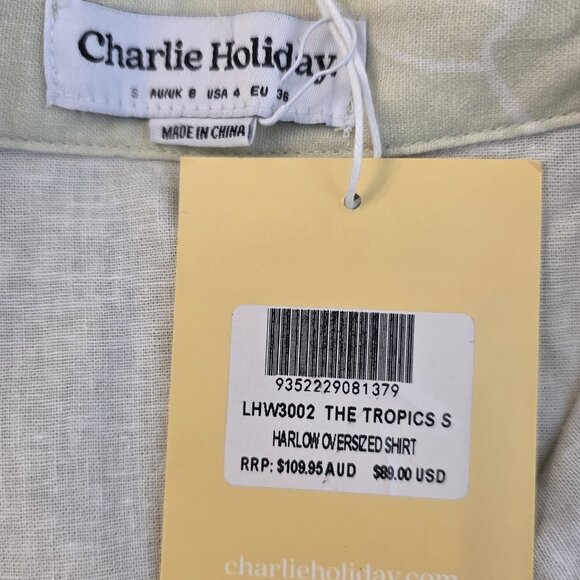 Charlie Holiday.
S AU/UK 8 USA 4 EU 36
MADE IN CHINA
9352229081379
LHW3002 THE TROPICS S
HARLOW OVERSIZED SHIRT
RRP: $109.95 AUD $89.00 USD
charlieholiday.com